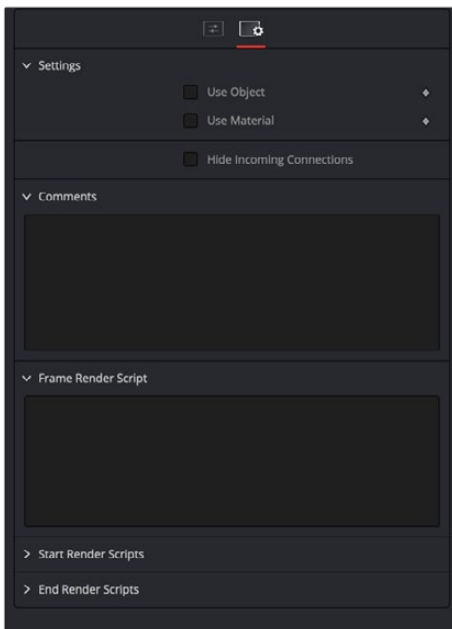 Settings
Use Object
Use Material
Hide Incoming Connections
Comments
Frame Render Script
Start Render Scripts
End Render Scripts